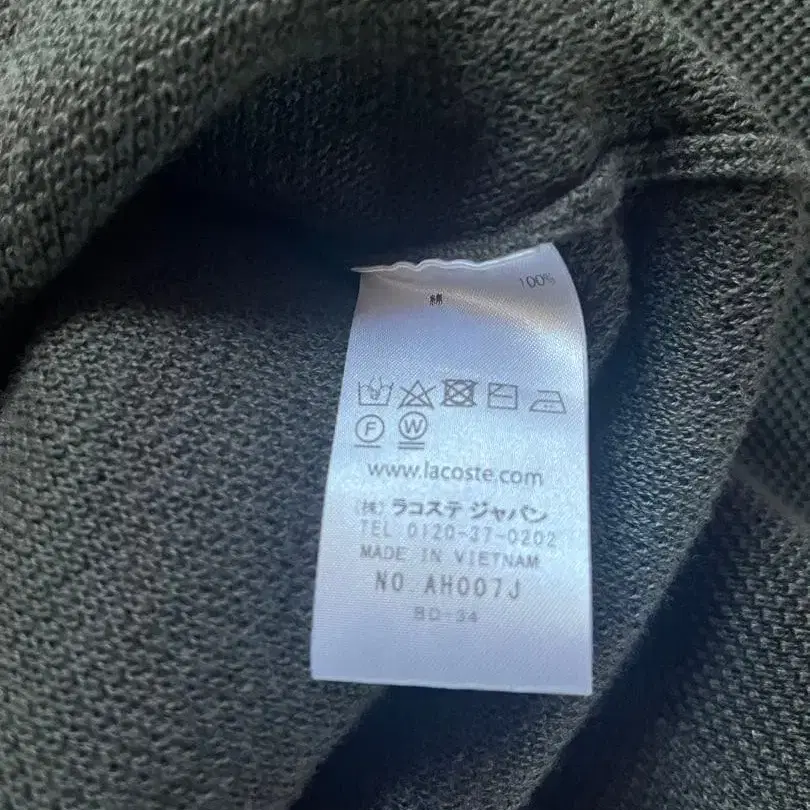 綿 100%
F W
www.lacoste.com
(株) ラコステ ジャパン
TEL 0120-37-0202
MADE IN VIETNAM
NO. AH007J
BD-34